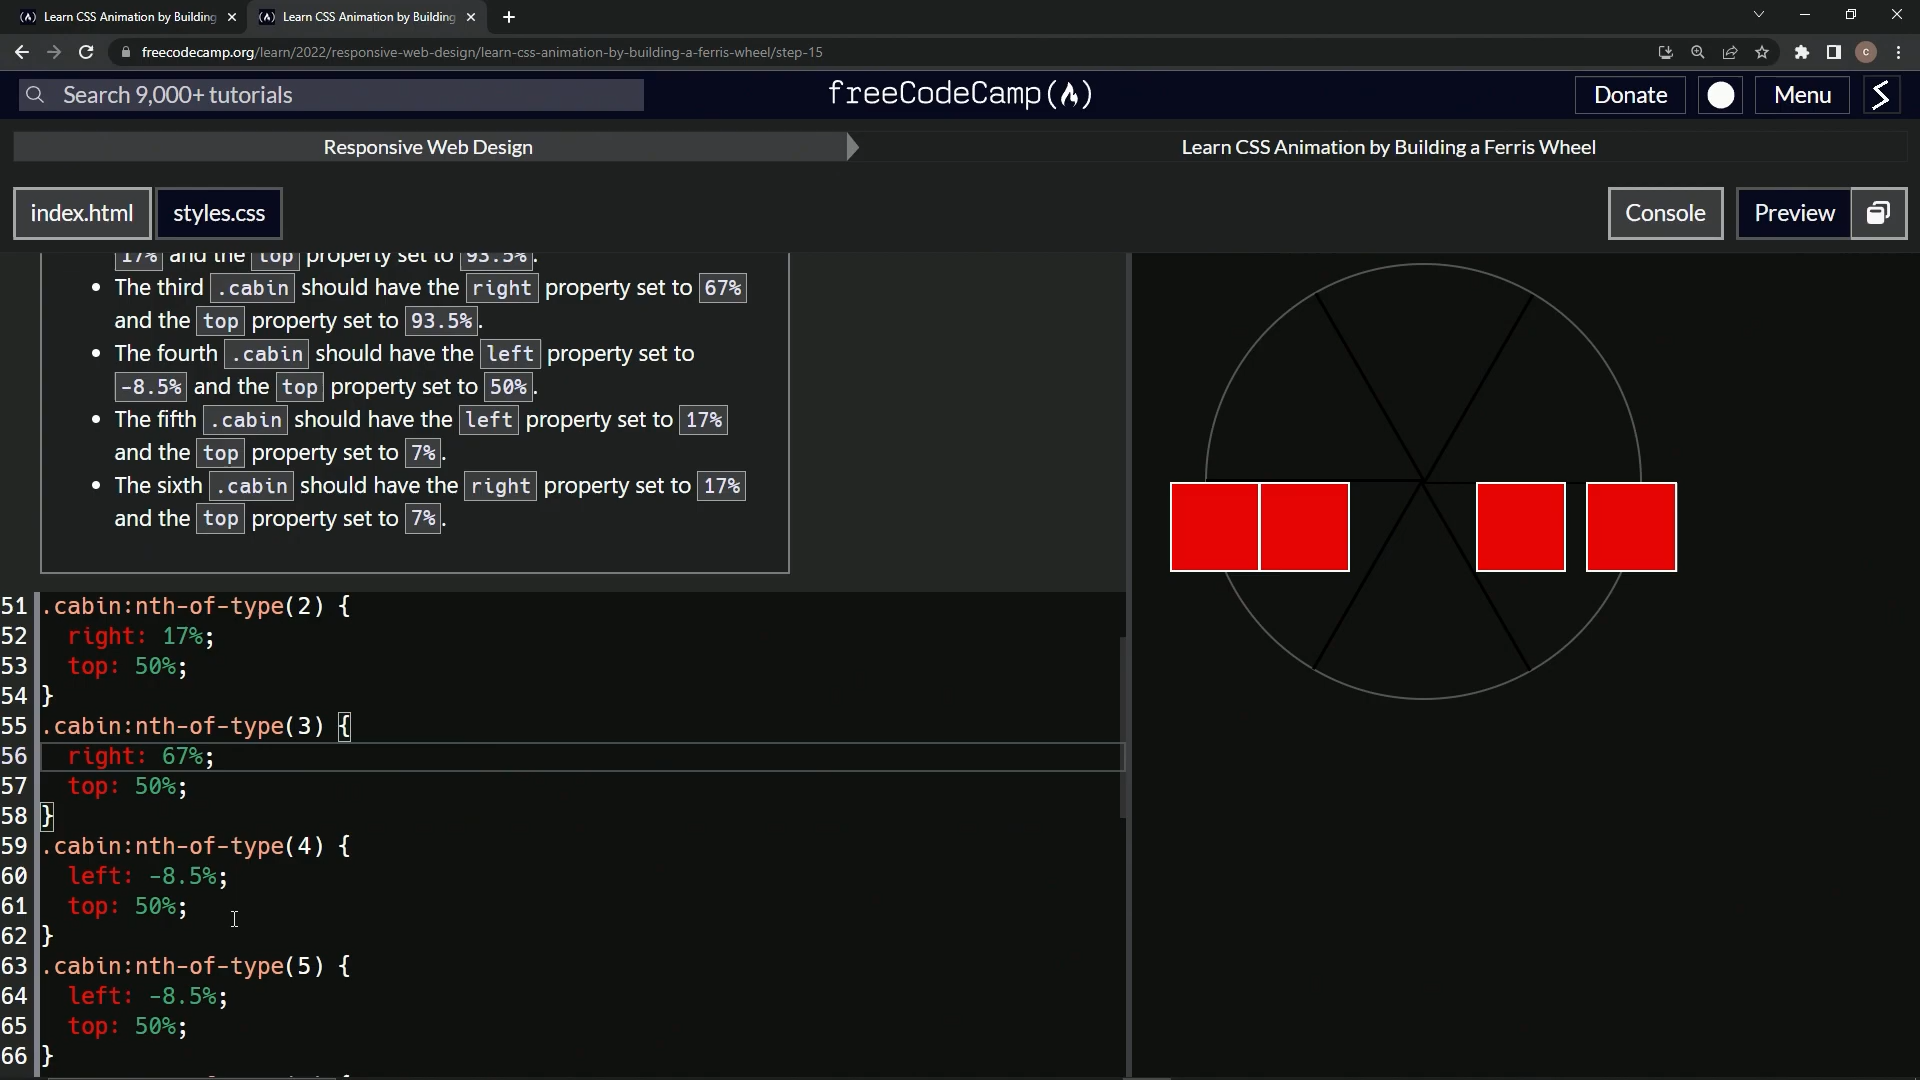 Learn CSS Animation by Building
Learn CSS Animation by Building
freecodecamp.org/learn/2022/responsive-web-design/learn-css-animation-by-building-a-ferris-wheel/step-15
C
Search 9,000+ tutorials
freeCodeCamp(🔥)
Donate
Menu
Responsive Web Design
Learn CSS Animation by Building a Ferris Wheel
index.html
styles.css
Console
Preview
17% and the top property set to 93.5%.
• The third .cabin should have the right property set to 67%
and the top property set to 93.5%.
• The fourth .cabin should have the left property set to
-8.5% and the top property set to 50%.
• The fifth .cabin should have the left property set to 17%
and the top property set to 7%.
• The sixth .cabin should have the right property set to 17%
and the top property set to 7%.
51 .cabin:nth-of-type(2) {
52 right: 17%;
53 top: 50%;
54 }
55 .cabin:nth-of-type(3) {
56 right: 67%;
57 top: 50%;
58 }
59 .cabin:nth-of-type(4) {
60 left: -8.5%;
61 top: 50%;
62 }
63 .cabin:nth-of-type(5) {
64 left: -8.5%;
65 top: 50%;
66 }